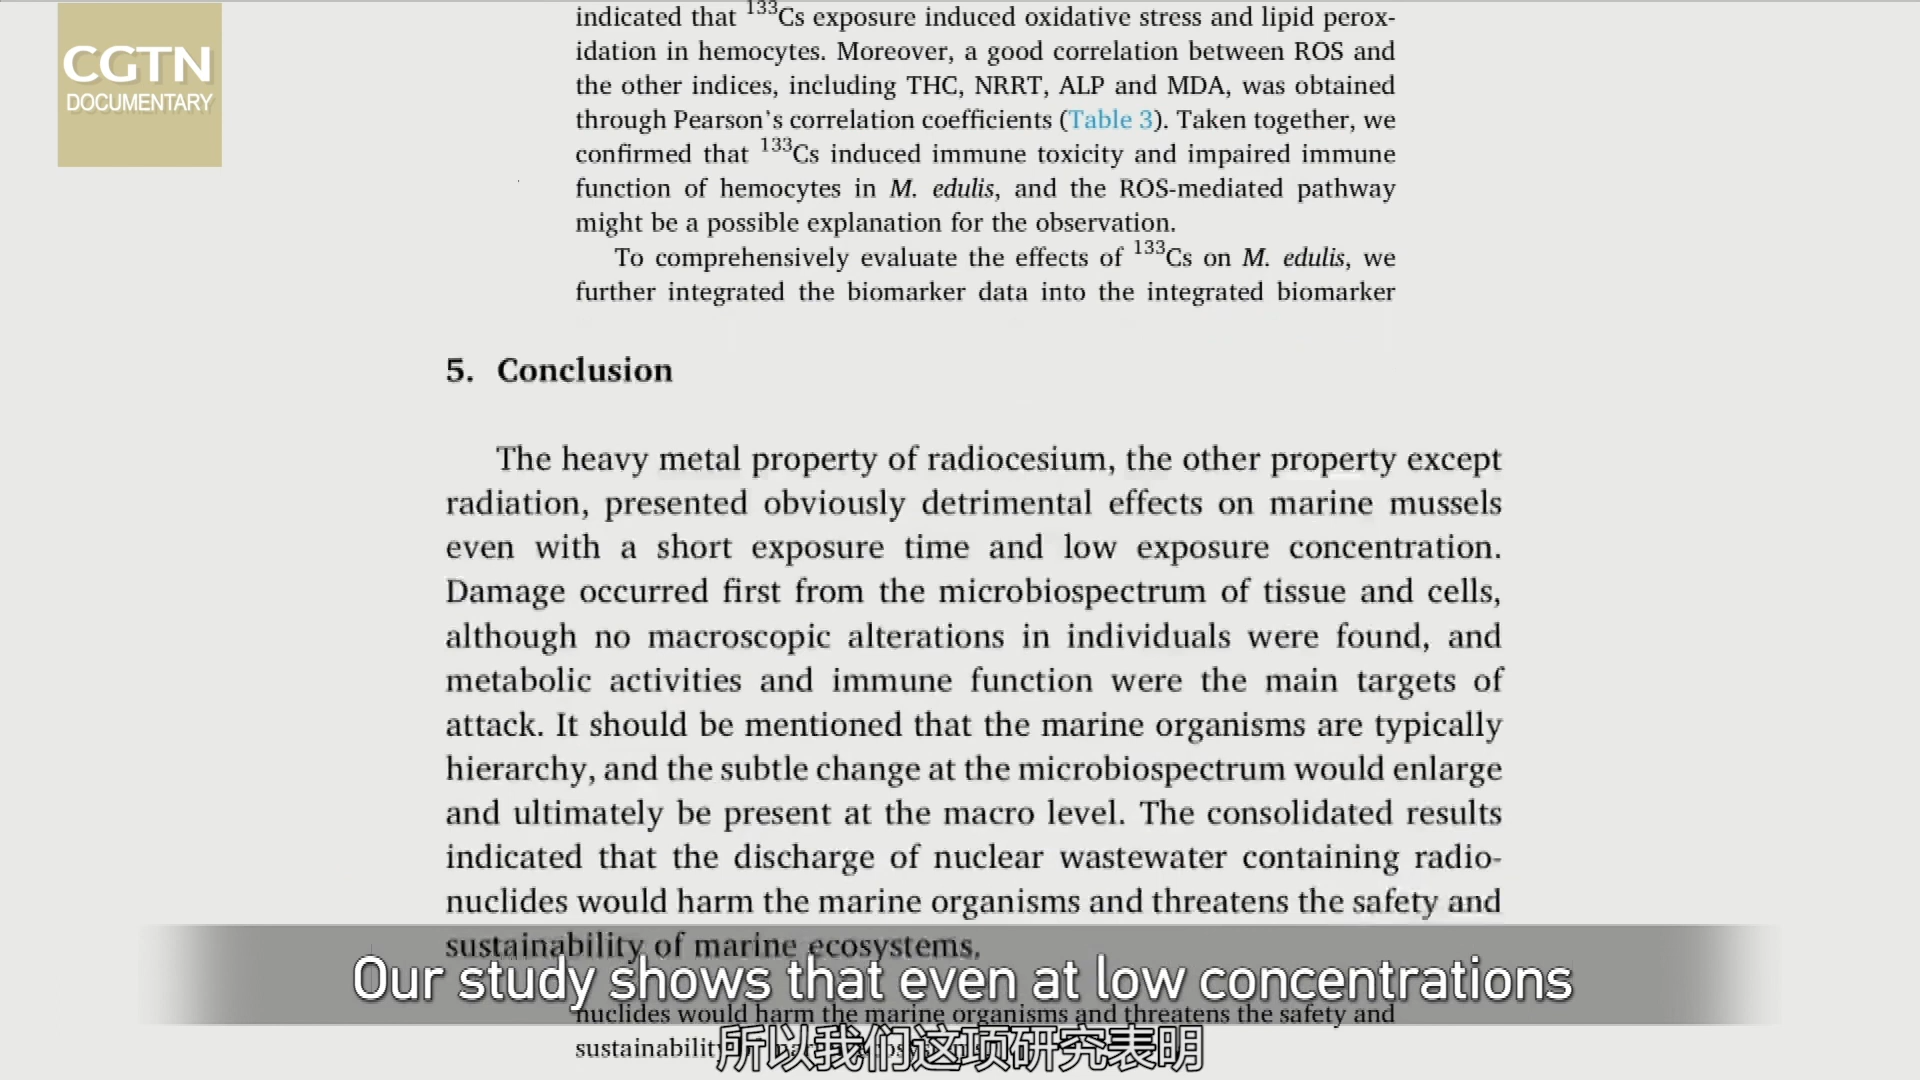 CGTN
DOCUMENTARY
indicated that ¹³³Cs exposure induced oxidative stress and lipid perox-
idation in hemocytes. Moreover, a good correlation between ROS and
the other indices, including THC, NRRT, ALP and MDA, was obtained
through Pearson's correlation coefficients (Table 3). Taken together, we
confirmed that ¹³³Cs induced immune toxicity and impaired immune
function of hemocytes in M. edulis, and the ROS-mediated pathway
might be a possible explanation for the observation.
To comprehensively evaluate the effects of ¹³³Cs on M. edulis, we
further integrated the biomarker data into the integrated biomarker
5. Conclusion
The heavy metal property of radiocesium, the other property except
radiation, presented obviously detrimental effects on marine mussels
even with a short exposure time and low exposure concentration.
Damage occurred first from the microbiospectrum of tissue and cells,
although no macroscopic alterations in individuals were found, and
metabolic activities and immune function were the main targets of
attack. It should be mentioned that the marine organisms are typically
hierarchy, and the subtle change at the microbiospectrum would enlarge
and ultimately be present at the macro level. The consolidated results
indicated that the discharge of nuclear wastewater containing radio-
nuclides would harm the marine organisms and threatens the safety and
sustainability of marine ecosystems.
Our study shows that even at low concentrations
nuclides would harm the marine organisms and threatens the safety and
sustainability
所以我们这项研究表明